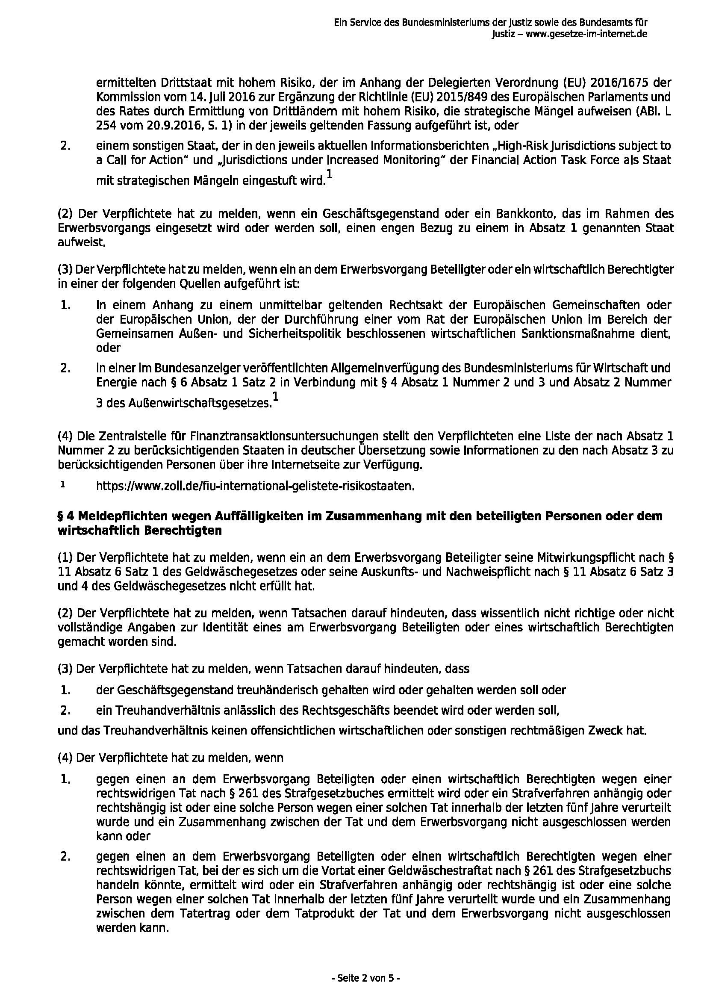 Ein Service des Bundesministeriums der Justiz sowie des Bundesamts für
Justiz – www.gesetze-im-internet.de
ermittelten Drittstaat mit hohem Risiko, der im Anhang der Delegierten Verordnung (EU) 2016/1675 der
Kommission vom 14. Juli 2016 zur Ergänzung der Richtlinie (EU) 2015/849 des Europäischen Parlaments und
des Rates durch Ermittlung von Drittländern mit hohem Risiko, die strategische Mängel aufweisen (ABl. L
254 vom 20.9.2016, S. 1) in der jeweils geltenden Fassung aufgeführt ist, oder
2. einem sonstigen Staat, der in den jeweils aktuellen Informationsberichten „High-Risk Jurisdictions subject to
a Call for Action“ und „Jurisdictions under Increased Monitoring“ der Financial Action Task Force als Staat
mit strategischen Mängeln eingestuft wird.1
(2) Der Verpflichtete hat zu melden, wenn ein Geschäftsgegenstand oder ein Bankkonto, das im Rahmen des
Erwerbsvorgangs eingesetzt wird oder werden soll, einen engen Bezug zu einem in Absatz 1 genannten Staat
aufweist.
(3) Der Verpflichtete hat zu melden, wenn ein an dem Erwerbsvorgang Beteiligter oder ein wirtschaftlich Berechtigter
in einer der folgenden Quellen aufgeführt ist:
1. In einem Anhang zu einem unmittelbar geltenden Rechtsakt der Europäischen Gemeinschaften oder
der Europäischen Union, der der Durchführung einer vom Rat der Europäischen Union im Bereich der
Gemeinsamen Außen- und Sicherheitspolitik beschlossenen wirtschaftlichen Sanktionsmaßnahme dient,
oder
2. in einer im Bundesanzeiger veröffentlichten Allgemeinverfügung des Bundesministeriums für Wirtschaft und
Energie nach § 6 Absatz 1 Satz 2 in Verbindung mit § 4 Absatz 1 Nummer 2 und 3 und Absatz 2 Nummer
3 des Außenwirtschaftsgesetzes.1
(4) Die Zentralstelle für Finanztransaktionsuntersuchungen stellt den Verpflichteten eine Liste der nach Absatz 1
Nummer 2 zu berücksichtigenden Staaten in deutscher Übersetzung sowie Informationen zu den nach Absatz 3 zu
berücksichtigenden Personen über ihre Internetseite zur Verfügung.
1 https://www.zoll.de/fiu-international-gelistete-risikostaaten.
§ 4 Meldepflichten wegen Auffälligkeiten im Zusammenhang mit den beteiligten Personen oder dem
wirtschaftlich Berechtigten
(1) Der Verpflichtete hat zu melden, wenn ein an dem Erwerbsvorgang Beteiligter seine Mitwirkungspflicht nach §
11 Absatz 6 Satz 1 des Geldwäschegesetzes oder seine Auskunfts- und Nachweispflicht nach § 11 Absatz 6 Satz 3
und 4 des Geldwäschegesetzes nicht erfüllt hat.
(2) Der Verpflichtete hat zu melden, wenn Tatsachen darauf hindeuten, dass wissentlich nicht richtige oder nicht
vollständige Angaben zur Identität eines am Erwerbsvorgang Beteiligten oder eines wirtschaftlich Berechtigten
gemacht worden sind.
(3) Der Verpflichtete hat zu melden, wenn Tatsachen darauf hindeuten, dass
1. der Geschäftsgegenstand treuhänderisch gehalten wird oder gehalten werden soll oder
2. ein Treuhandverhältnis anlässlich des Rechtsgeschäfts beendet wird oder werden soll,
und das Treuhandverhältnis keinen offensichtlichen wirtschaftlichen oder sonstigen rechtmäßigen Zweck hat.
(4) Der Verpflichtete hat zu melden, wenn
1. gegen einen an dem Erwerbsvorgang Beteiligten oder einen wirtschaftlich Berechtigten wegen einer
rechtswidrigen Tat nach § 261 des Strafgesetzbuches ermittelt wird oder ein Strafverfahren anhängig oder
rechtshängig ist oder eine solche Person wegen einer solchen Tat innerhalb der letzten fünf Jahre verurteilt
wurde und ein Zusammenhang zwischen der Tat und dem Erwerbsvorgang nicht ausgeschlossen werden
kann oder
2. gegen einen an dem Erwerbsvorgang Beteiligten oder einen wirtschaftlich Berechtigten wegen einer
rechtswidrigen Tat, bei der es sich um die Vortat einer Geldwäschestraftat nach § 261 des Strafgesetzbuchs
handeln könnte, ermittelt wird oder ein Strafverfahren anhängig oder rechtshängig ist oder eine solche
Person wegen einer solchen Tat innerhalb der letzten fünf Jahre verurteilt wurde und ein Zusammenhang
zwischen dem Tatertrag oder dem Tatprodukt der Tat und dem Erwerbsvorgang nicht ausgeschlossen
werden kann.
- Seite 2 von 5 -